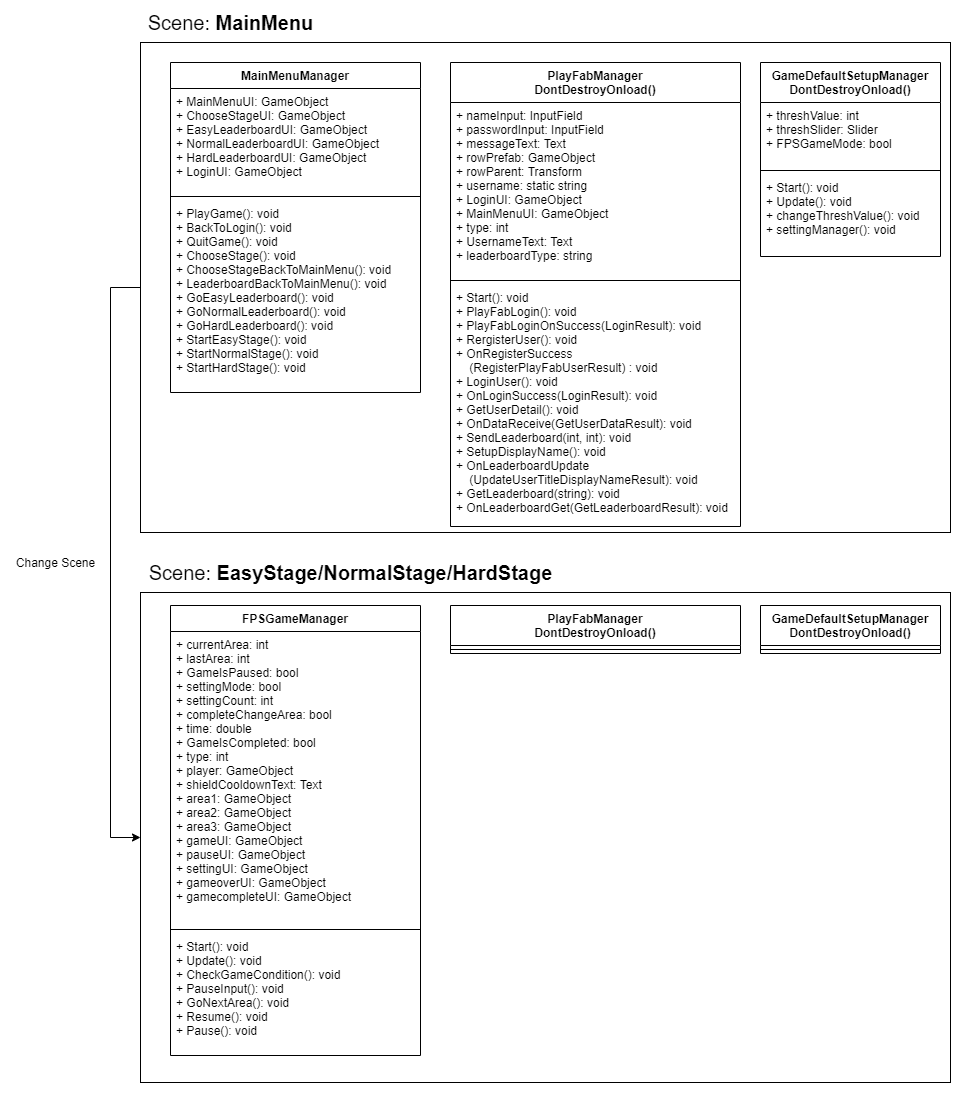 Scene: MainMenu
MainMenuManager
+ MainMenuUI: GameObject
+ ChooseStageUI: GameObject
+ EasyLeaderboardUI: GameObject
+ NormalLeaderboardUI: GameObject
+ HardLeaderboardUI: GameObject
+ LoginUI: GameObject
+ PlayGame(): void
+ BackToLogin(): void
+ QuitGame(): void
+ ChooseStage(): void
+ ChooseStageBackToMainMenu(): void
+ LeaderboardBackToMainMenu(): void
+ GoEasyLeaderboard(): void
+ GoNormalLeaderboard(): void
+ GoHardLeaderboard(): void
+ StartEasyStage(): void
+ StartNormalStage(): void
+ StartHardStage(): void
PlayFabManager
DontDestroyOnload()
+ nameInput: InputField
+ passwordInput: InputField
+ messageText: Text
+ rowPrefab: GameObject
+ rowParent: Transform
+ username: static string
+ LoginUI: GameObject
+ MainMenuUI: GameObject
+ type: int
+ UsernameText: Text
+ leaderboardType: string
+ Start(): void
+ PlayFabLogin(): void
+ PlayFabLoginOnSuccess(LoginResult): void
+ RergisterUser(): void
+ OnRegisterSuccess
(RegisterPlayFabUserResult) : void
+ LoginUser(): void
+ OnLoginSuccess(LoginResult): void
+ GetUserDetail(): void
+ OnDataReceive(GetUserDataResult): void
+ SendLeaderboard(int, int): void
+ SetupDisplayName(): void
+ OnLeaderboardUpdate
(UpdateUserTitleDisplayNameResult): void
+ GetLeaderboard(string): void
+ OnLeaderboardGet(GetLeaderboardResult): void
GameDefaultSetupManager
DontDestroyOnload()
+ threshValue: int
+ threshSlider: Slider
+ FPSGameMode: bool
+ Start(): void
+ Update(): void
+ changeThreshValue(): void
+ settingManager(): void
Change Scene
Scene: EasyStage/NormalStage/HardStage
FPSGameManager
+ currentArea: int
+ lastArea: int
+ GameIsPaused: bool
+ settingMode: bool
+ settingCount: int
+ completeChangeArea: bool
+ time: double
+ GameIsCompleted: bool
+ type: int
+ player: GameObject
+ shieldCooldownText: Text
+ area1: GameObject
+ area2: GameObject
+ area3: GameObject
+ gameUI: GameObject
+ pauseUI: GameObject
+ settingUI: GameObject
+ gameoverUI: GameObject
+ gamecompleteUI: GameObject
+ Start(): void
+ Update(): void
+ CheckGameCondition(): void
+ PauseInput(): void
+ GoNextArea(): void
+ Resume(): void
+ Pause(): void
PlayFabManager
DontDestroyOnload()
GameDefaultSetupManager
DontDestroyOnload()